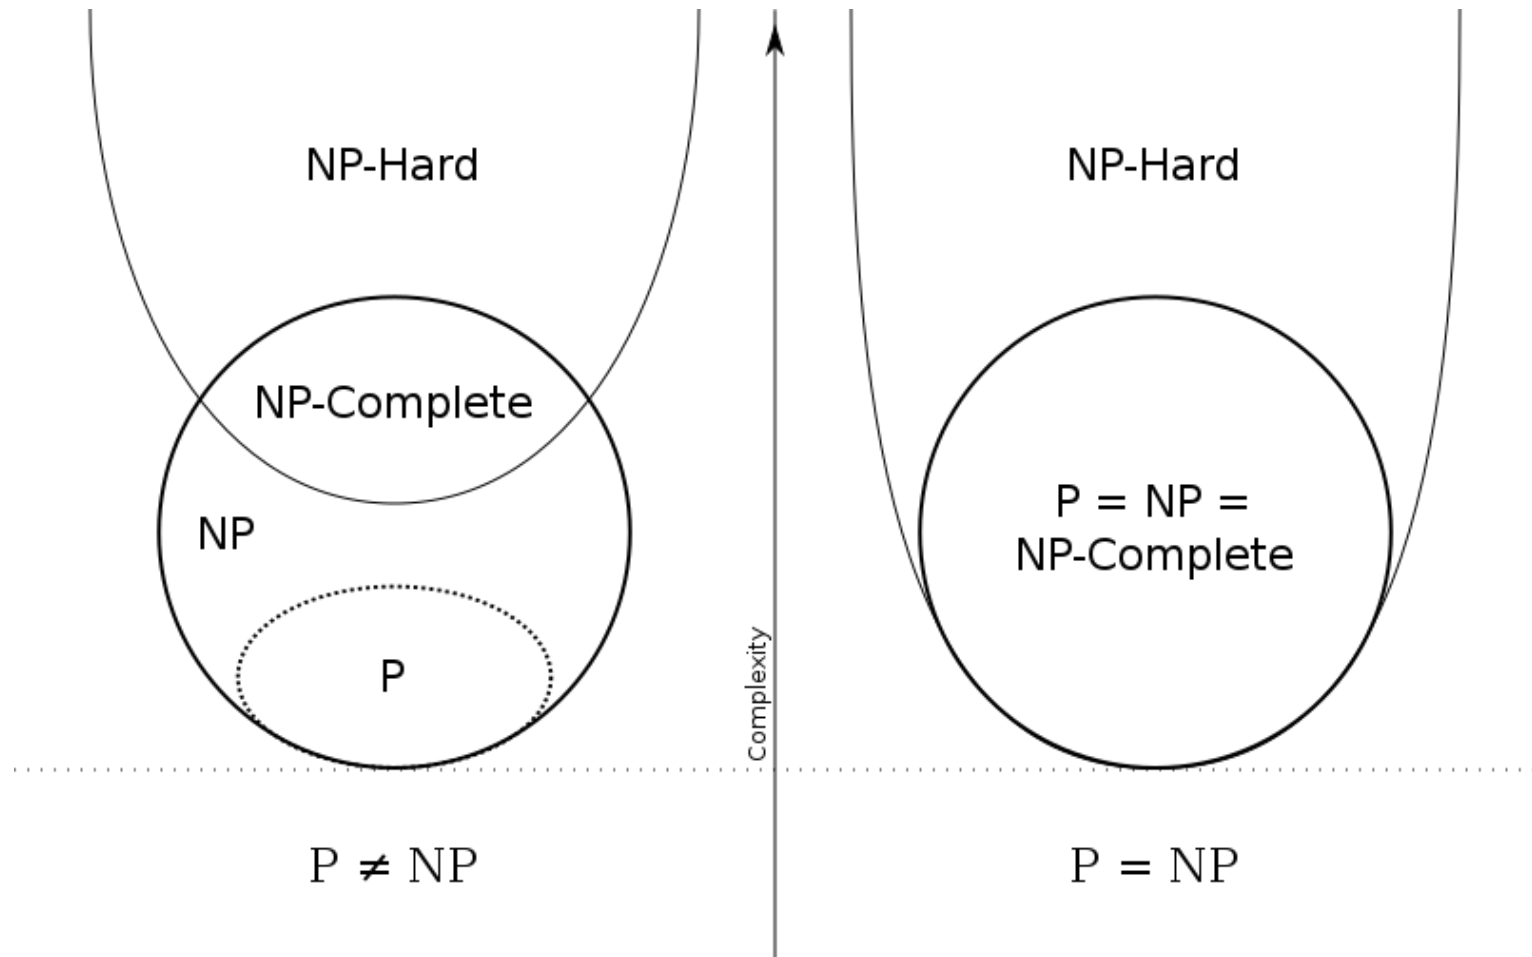 NP-Hard
NP-Complete
NP
P
P ≠ NP
Complexity
NP-Hard
P = NP =
NP-Complete
P = NP